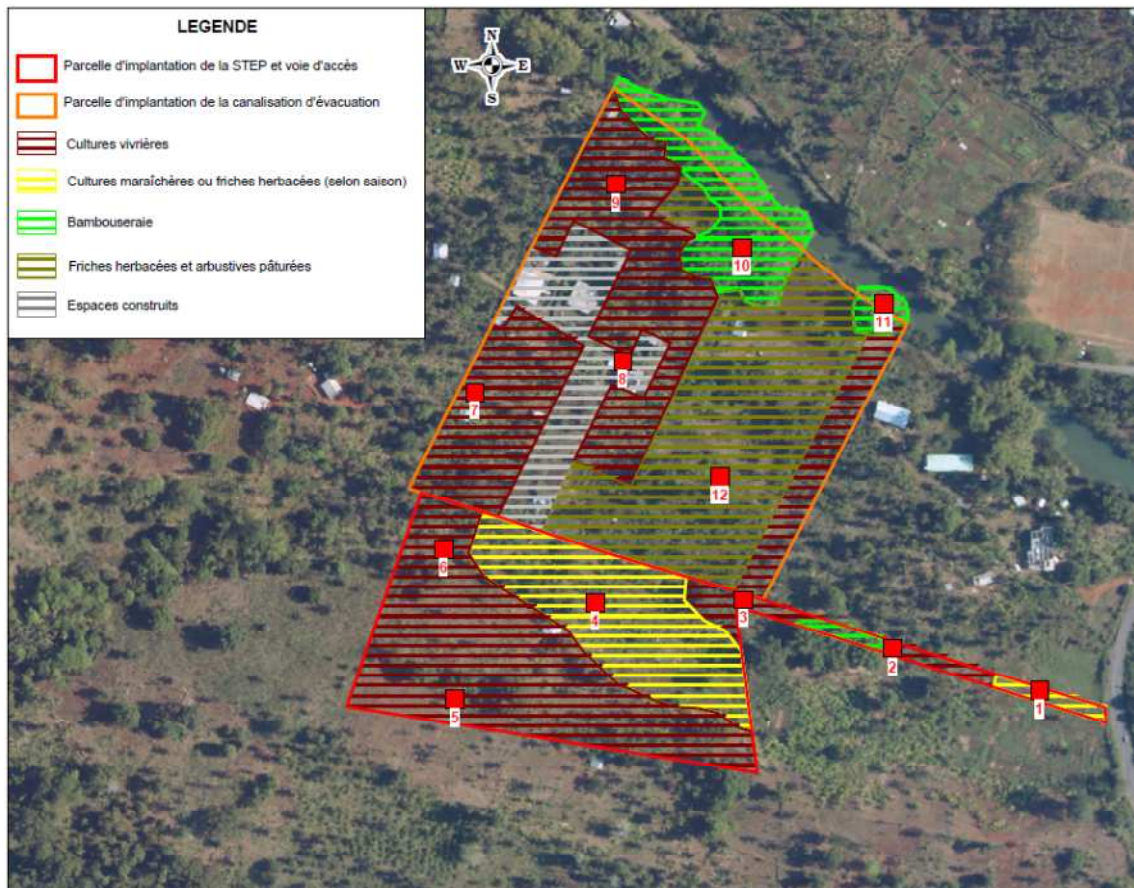 LEGENDE
Parcelle d'implantation de la STEP et voie d'accès
Parcelle d'implantation de la canalisation d'évacuation
Cultures vivrières
Cultures maraîchères ou friches herbacées (selon saison)
Bambouseraie
Friches herbacées et arbustives pâturées
Espaces construits
N
W E
S
9
10
11
8
7
12
6
4
3
2
1
5